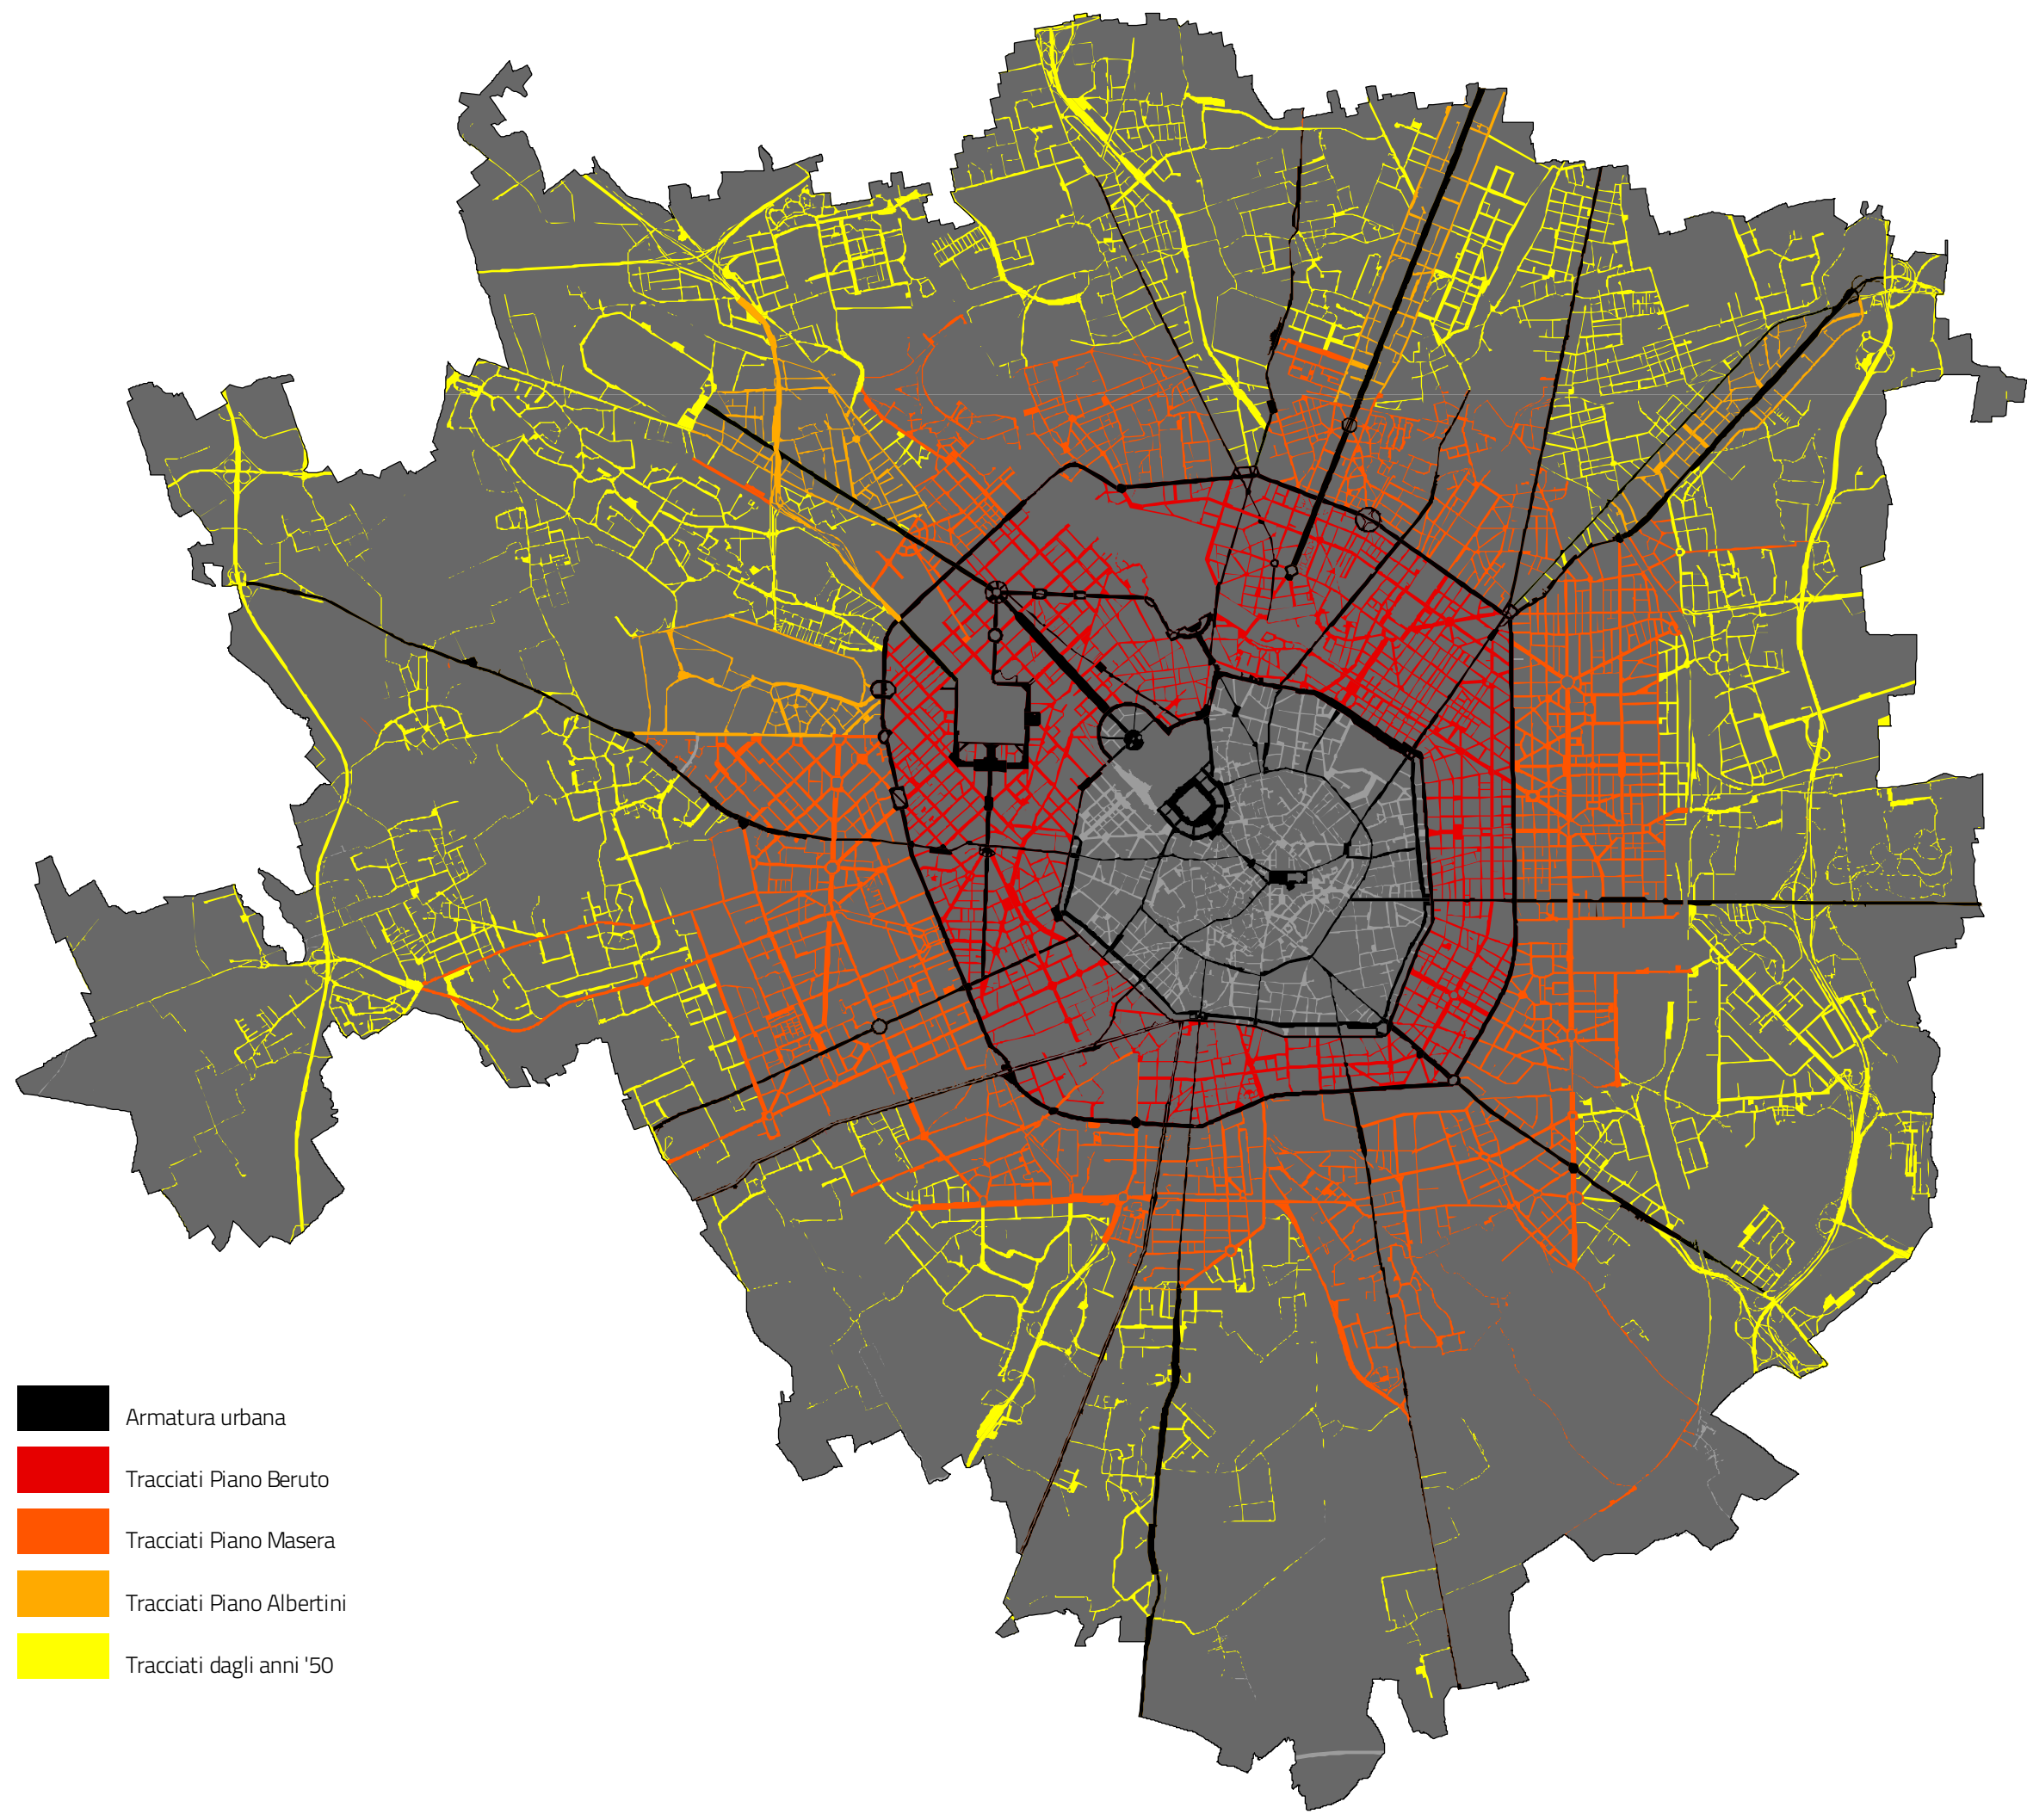 Armatura urbana
Tracciati Piano Beruto
Tracciati Piano Masera
Tracciati Piano Albertini
Tracciati dagli anni '50